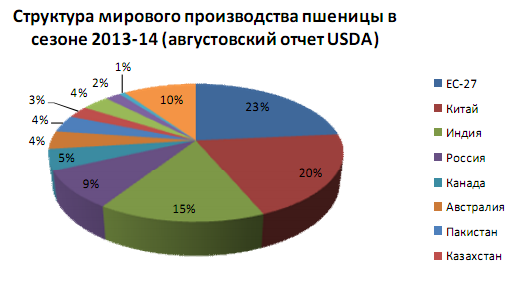 Структура мирового производства пшеницы в
сезоне 2013-14 (августовский отчет USDA)
1%
2%
4%
3%
4%
4%
5%
9%
15%
20%
23%
10%
ЕС-27
Китай
Индия
Россия
Канада
Австралия
Пакистан
Казахстан